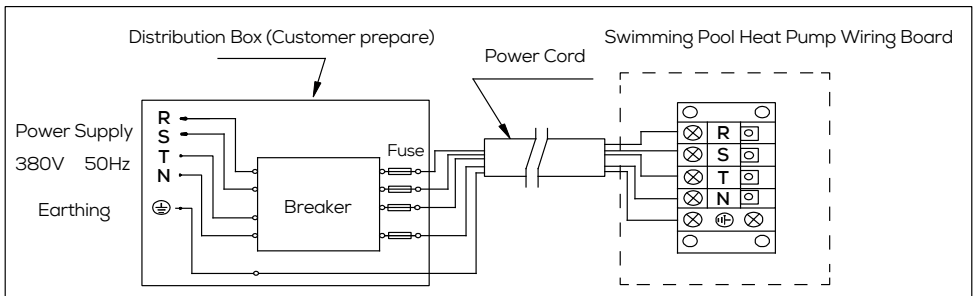 Distribution Box (Customer prepare)
Power Cord
Swimming Pool Heat Pump Wiring Board
Power Supply
380V 50Hz
Earthing
R
S
T
N
Breaker
Fuse
R
S
T
N